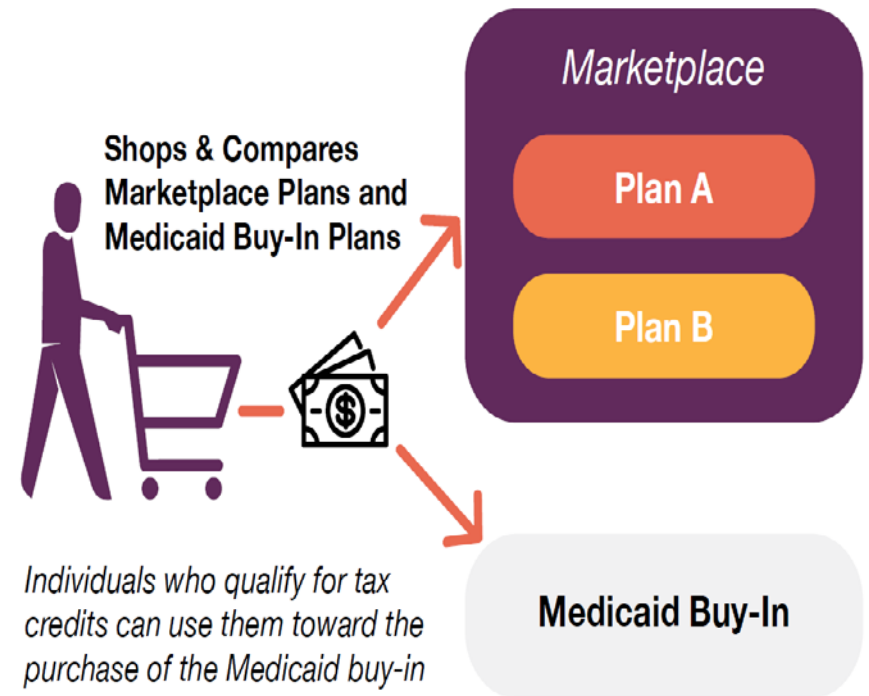 Marketplace
Shops & Compares
Marketplace Plans and
Medicaid Buy-In Plans
Plan A
Plan B
$
Individuals who qualify for tax
credits can use them toward the
purchase of the Medicaid buy-in
Medicaid Buy-In